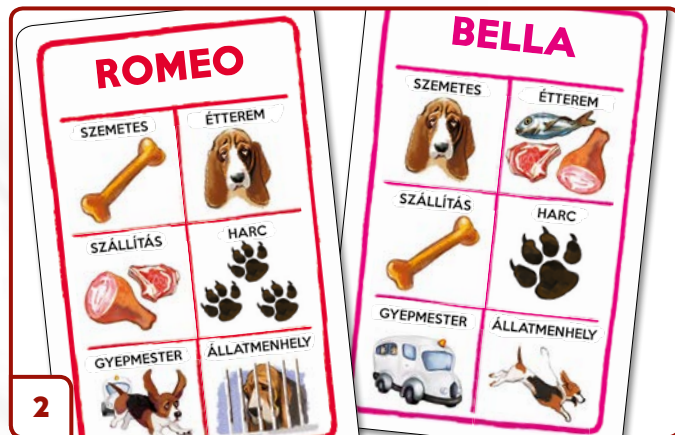 ROMEO
SZEMETES
ÉTTEREM
SZÁLLÍTÁS
HARC
GYEPMESTER
ÁLLATMENHELY
BELLA
SZEMETES
ÉTTEREM
SZÁLLÍTÁS
HARC
GYEPMESTER
ÁLLATMENHELY
2